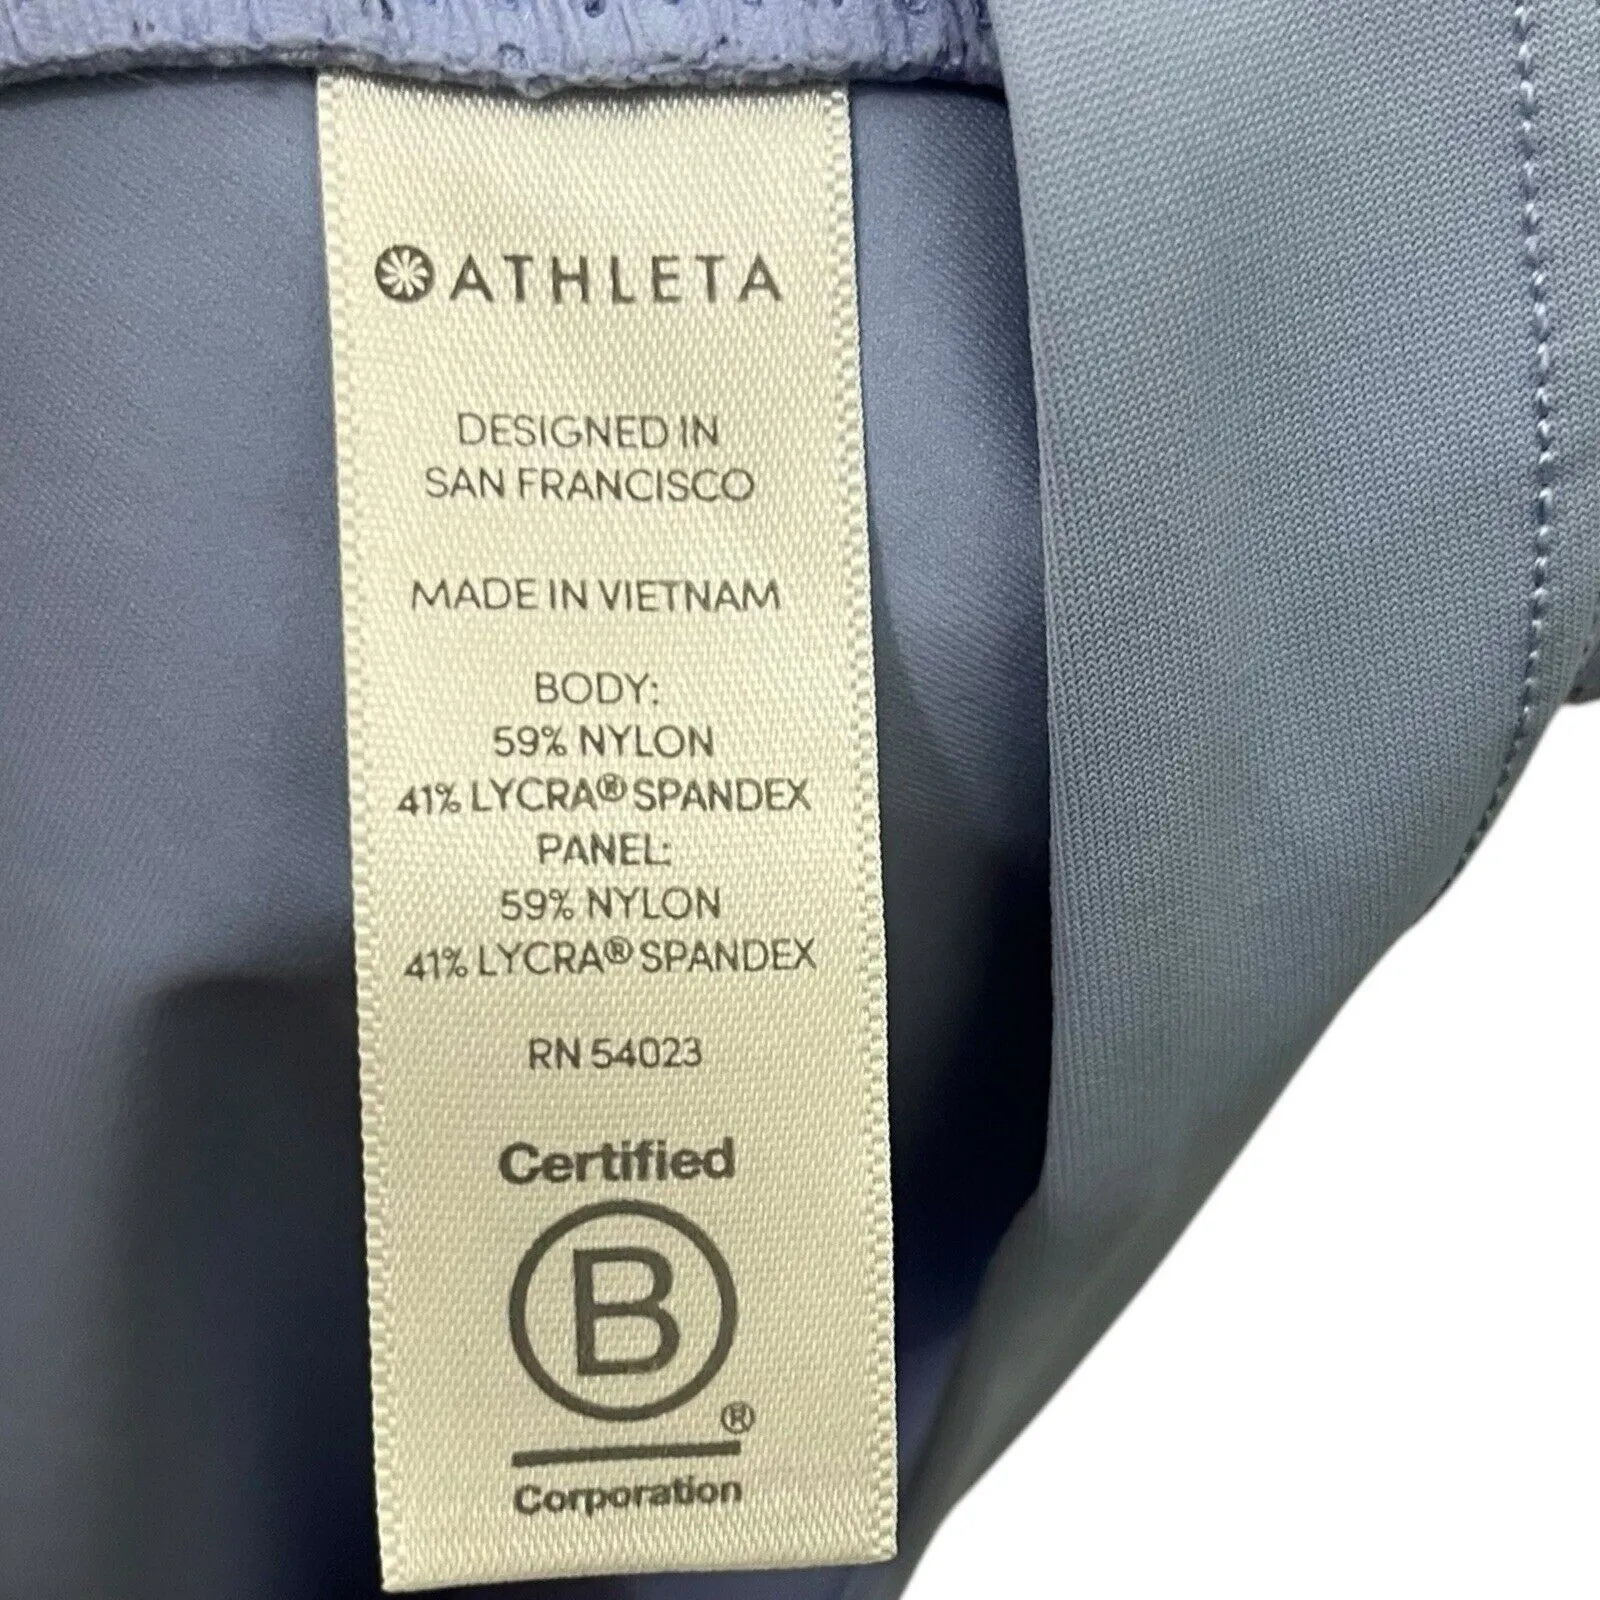 ATHLETA
DESIGNED IN
SAN FRANCISCO
MADE IN VIETNAM
BODY:
59% NYLON
41% LYCRA® SPANDEX
PANEL:
59% NYLON
41% LYCRA® SPANDEX
RN 54023
Certified
B
®
Corporation